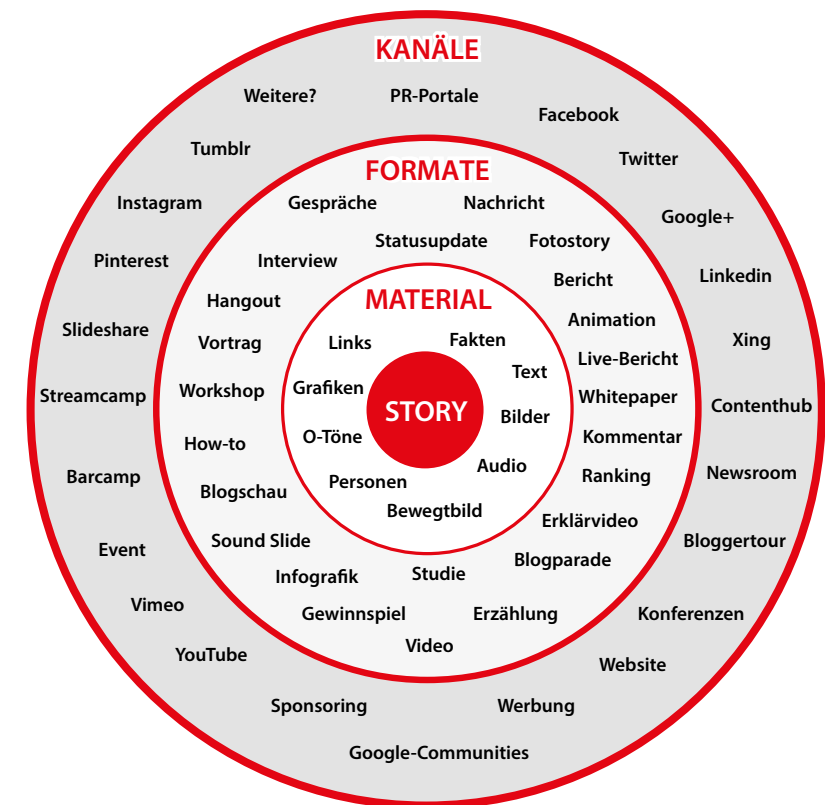 KANÄLE
Weitere?
PR-Portale
Facebook
Twitter
Google+
Linkedin
Xing
Contenthub
Newsroom
Bloggertour
Konferenzen
Website
Werbung
Google-Communities
Sponsoring
YouTube
Vimeo
Event
Barcamp
Streamcamp
Slideshare
Pinterest
Instagram
Tumblr
FORMATE
Gespräche
Nachricht
Statusupdate
Fotostory
Bericht
Animation
Live-Bericht
Whitepaper
Kommentar
Ranking
Erklärvideo
Blogparade
Studie
Erzählung
Video
Gewinnspiel
Infografik
Sound Slide
Blogschau
How-to
Workshop
Vortrag
Hangout
Interview
MATERIAL
Links
Fakten
Text
Bilder
Audio
Bewegtbild
Personen
O-Töne
Grafiken
STORY